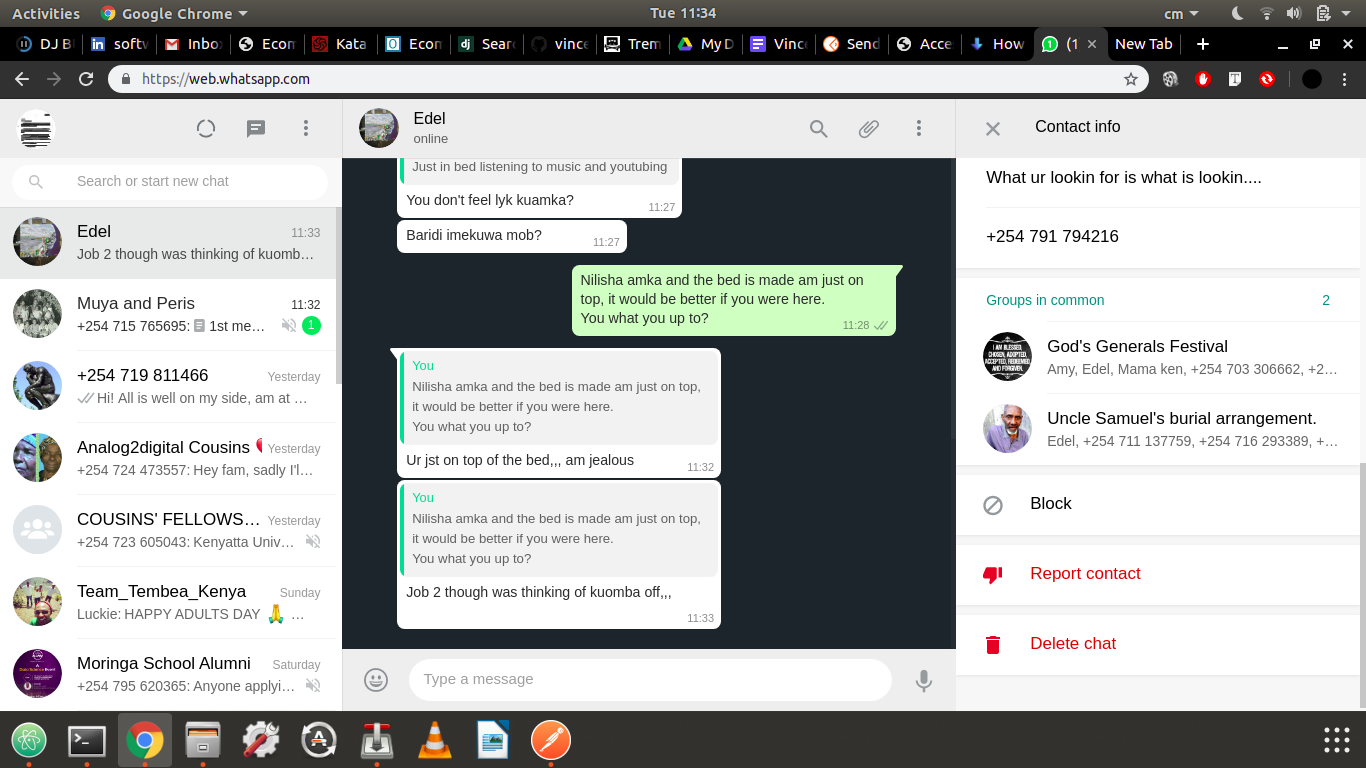 Activities
Google Chrome
Tue 11:34
cm
DJ B
softw
Inbo
Econ
Kata
Econ
Sear
vince
Trem
My D
Vince
Send
Acce
How
(1
New Tab
https://web.whatsapp.com
Search or start new chat
Edel
11:33
Job 2 though was thinking of kuomb…
Muya and Peris
11:32
+254 715 765695: 1st me…
1
+254 719 811466
Yesterday
Hi! All is well on my side, am at …
Analog2digital Cousins
Yesterday
+254 724 473557: Hey fam, sadly I'l…
COUSINS' FELLOWS…
Yesterday
+254 723 605043: Kenyatta Univ…
Team_Tembea_Kenya
Sunday
Luckie: HAPPY ADULTS DAY 🙏 …
Moringa School Alumni
Saturday
+254 795 620365: Anyone applyi…
Edel
online
Just in bed listening to music and youtubing
You don't feel lyk kuamka?
11:27
Baridi imekuwa mob?
11:27
Nilisha amka and the bed is made am just on
top, it would be better if you were here.
You what you up to?
11:28
You
Nilisha amka and the bed is made am just on top,
it would be better if you were here.
You what you up to?
Ur jst on top of the bed,,, am jealous
11:32
You
Nilisha amka and the bed is made am just on top,
it would be better if you were here.
You what you up to?
Job 2 though was thinking of kuomba off,,,
11:33
Type a message
Contact info
What ur lookin for is what is lookin....
+254 791 794216
Groups in common
2
I AM BLESSED,
CHOSEN, ADOPTED,
ACCEPTED, REDEEMED
AND FORGIVEN.
God's Generals Festival
Amy, Edel, Mama ken, +254 703 306662, +2…
Uncle Samuel's burial arrangement.
Edel, +254 711 137759, +254 716 293389, +…
Block
Report contact
Delete chat